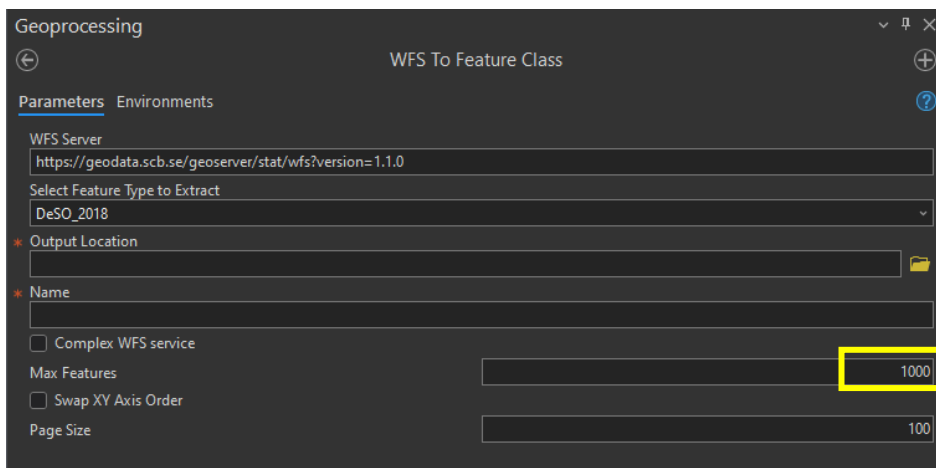 Geoprocessing
WFS To Feature Class
Parameters Environments
WFS Server
https://geodata.scb.se/geoserver/stat/wfs?version=1.1.0
Select Feature Type to Extract
DeSO_2018
* Output Location
* Name
Complex WFS service
Max Features 1000
Swap XY Axis Order
Page Size 100